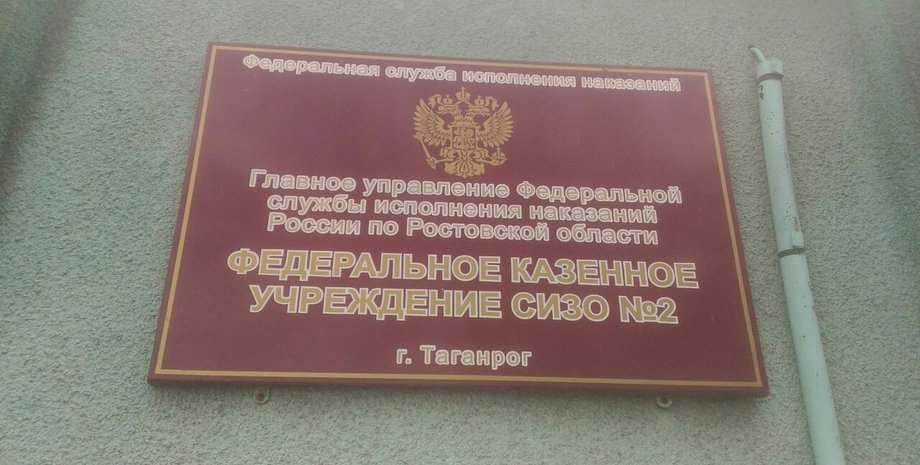 Федеральная служба исполнения наказаний
Главное управление Федеральной
службы исполнения наказаний
России по Ростовской области
ФЕДЕРАЛЬНОЕ КАЗЕННОЕ
УЧРЕЖДЕНИЕ СИЗО №2
г. Таганрог